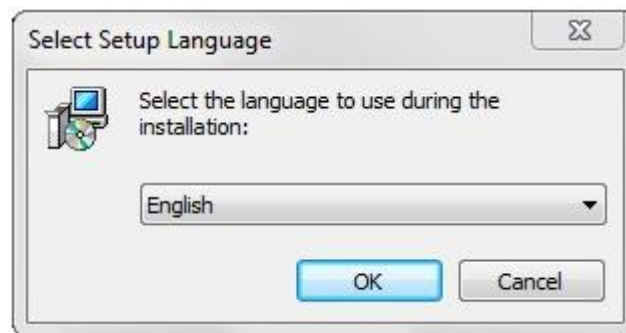 Select Setup Language
Select the language to use during the
installation:
English
OK
Cancel